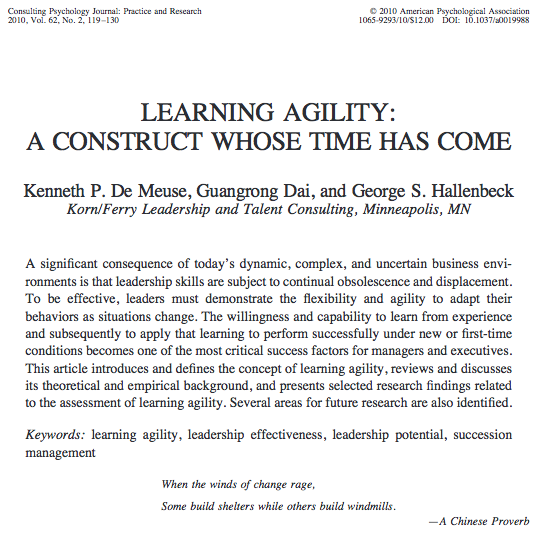 Consulting Psychology Journal: Practice and Research
2010, Vol. 62, No. 2, 119–130
© 2010 American Psychological Association
1065-9293/10/$12.00 DOI: 10.1037/a0019988
LEARNING AGILITY:
A CONSTRUCT WHOSE TIME HAS COME
Kenneth P. De Meuse, Guangrong Dai, and George S. Hallenbeck
Korn/Ferry Leadership and Talent Consulting, Minneapolis, MN
A significant consequence of today's dynamic, complex, and uncertain business envi-
ronments is that leadership skills are subject to continual obsolescence and displacement.
To be effective, leaders must demonstrate the flexibility and agility to adapt their
behaviors as situations change. The willingness and capability to learn from experience
and subsequently to apply that learning to perform successfully under new or first-time
conditions becomes one of the most critical success factors for managers and executives.
This article introduces and defines the concept of learning agility, reviews and discusses
its theoretical and empirical background, and presents selected research findings related
to the assessment of learning agility. Several areas for future research are also identified.
Keywords: learning agility, leadership effectiveness, leadership potential, succession
management
When the winds of change rage,
Some build shelters while others build windmills.
—A Chinese Proverb